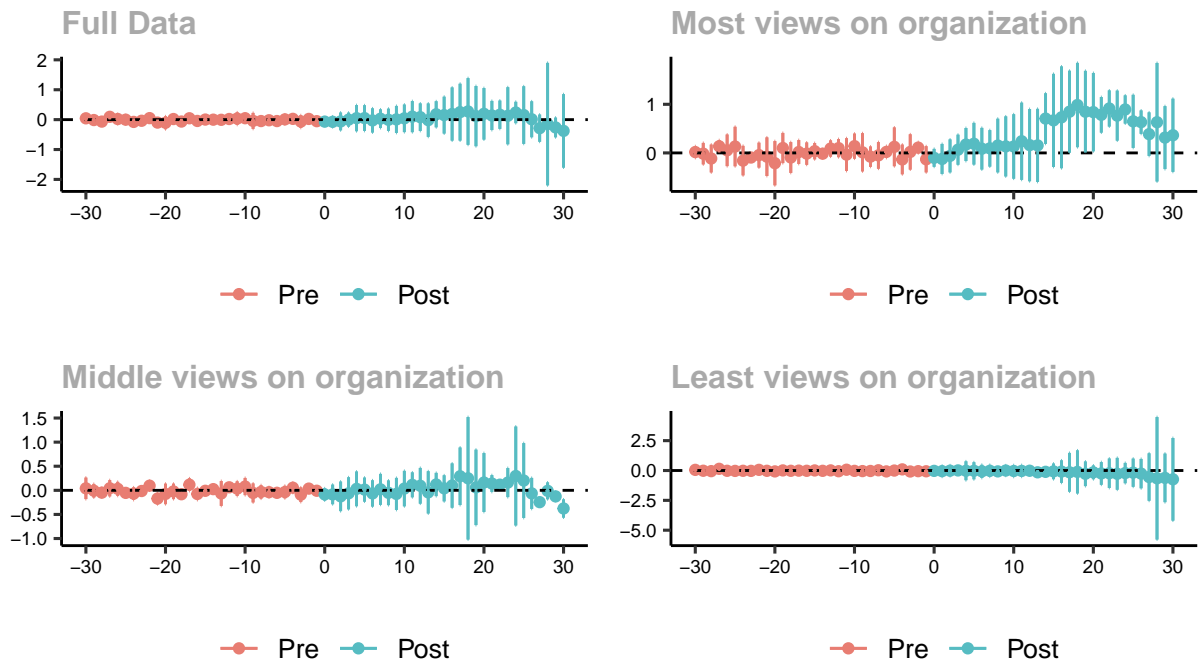 Full Data
2
1
0
−1
−2
−30 −20 −10 0 10 20 30
Pre Post
Most views on organization
1
0
−30 −20 −10 0 10 20 30
Pre Post
Middle views on organization
1.5
1.0
0.5
0.0
−0.5
−1.0
−30 −20 −10 0 10 20 30
Pre Post
Least views on organization
2.5
0.0
−2.5
−5.0
−30 −20 −10 0 10 20 30
Pre Post